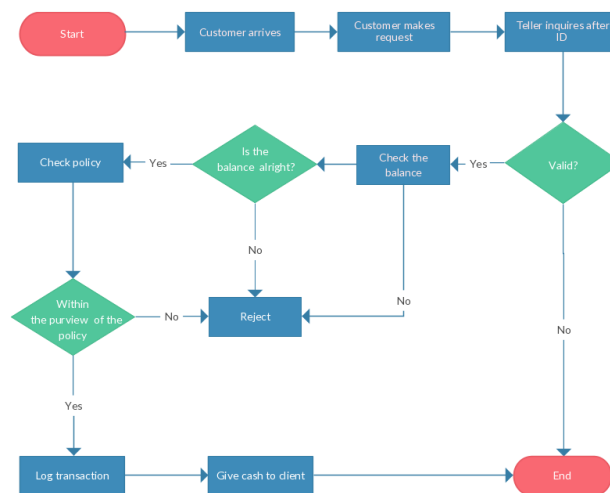 Start
Customer arrives
Customer makes
request
Teller inquires after
ID
Check policy
Yes
Is the
balance alright?
Check the
balance
Yes
Valid?
No
No
Within
the purview of the
policy
No
Reject
No
Yes
Log transaction
Give cash to client
End